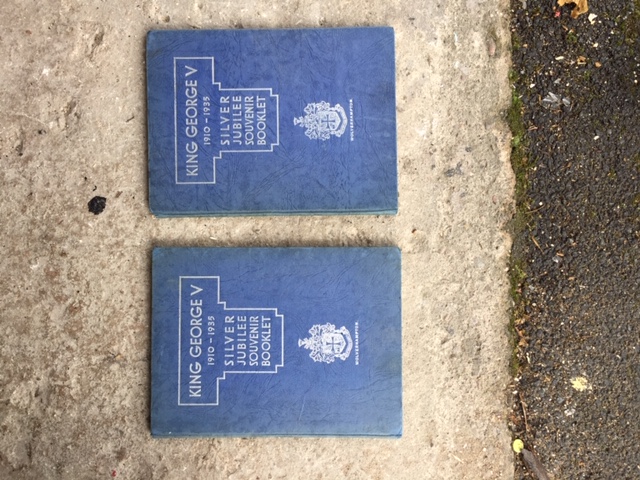 KING GEORGE V
1910-1935
SILVER
JUBILEE
SOUVENIR
BOOKLET
WOLVERHAMPTON
KING GEORGE V
1910-1935
SILVER
JUBILEE
SOUVENIR
BOOKLET
WOLVERHAMPTON